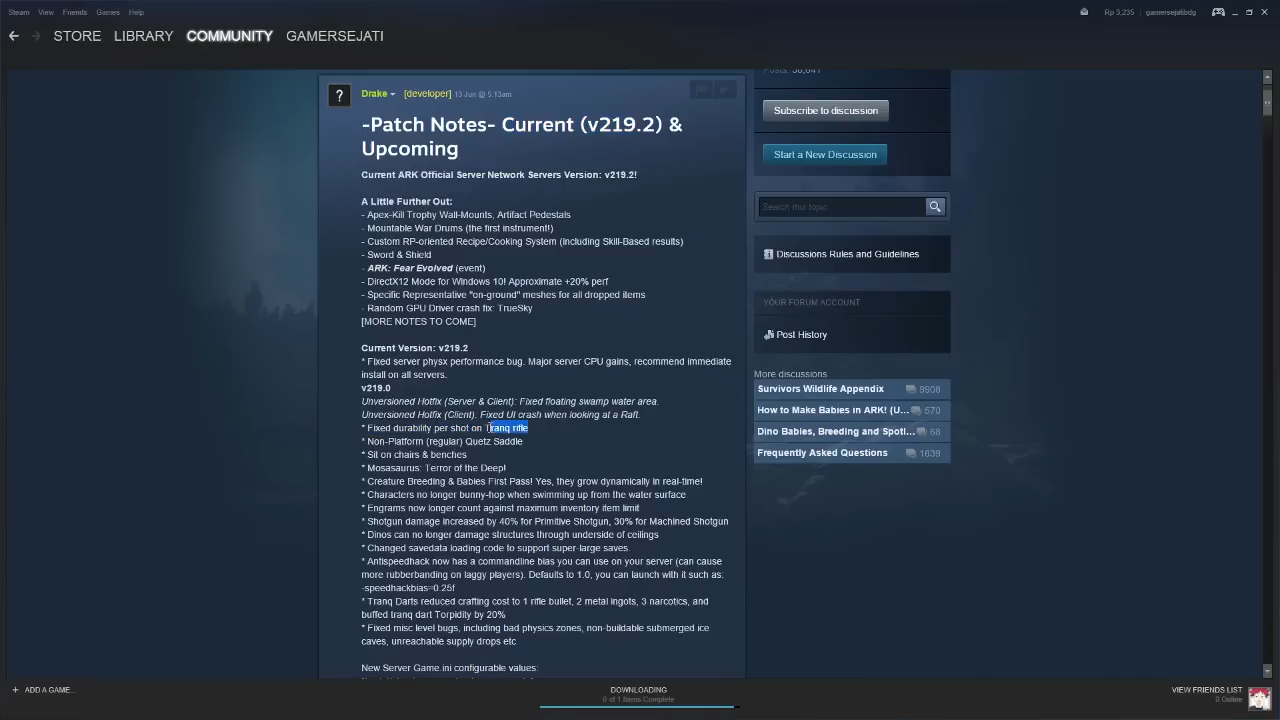 Steam View Friends Games Help
Rp 3,235 gamersejatibdg
STORE LIBRARY COMMUNITY GAMERSEJATI
Drake [developer] 13 Jun @ 5:13am
-Patch Notes- Current (v219.2) &
Upcoming
Current ARK Official Server Network Servers Version: v219.2!
A Little Further Out:
- Apex-Kill Trophy Wall-Mounts, Artifact Pedestals
- Mountable War Drums (the first instrument!)
- Custom RP-oriented Recipe/Cooking System (including Skill-Based results)
- Sword & Shield
- ARK: Fear Evolved (event)
- DirectX12 Mode for Windows 10! Approximate +20% perf
- Specific Representative "on-ground" meshes for all dropped items
- Random GPU Driver crash fix: TrueSky
[MORE NOTES TO COME]
Current Version: v219.2
* Fixed server physx performance bug. Major server CPU gains, recommend immediate
install on all servers.
v219.0
Unversioned Hotfix (Server & Client): Fixed floating swamp water area.
Unversioned Hotfix (Client): Fixed UI crash when looking at a Raft.
* Fixed durability per shot on Tranq rifle
* Non-Platform (regular) Quetz Saddle
* Sit on chairs & benches
* Mosasaurus: Terror of the Deep!
* Creature Breeding & Babies First Pass! Yes, they grow dynamically in real-time!
* Characters no longer bunny-hop when swimming up from the water surface
* Engrams now longer count against maximum inventory item limit
* Shotgun damage increased by 40% for Primitive Shotgun, 30% for Machined Shotgun
* Dinos can no longer damage structures through underside of ceilings
* Changed savedata loading code to support super-large saves.
* Antispeedhack now has a commandline bias you can use on your server (can cause
more rubberbanding on laggy players). Defaults to 1.0, you can launch with it such as:
-speedhackbias=0.25f
* Tranq Darts reduced crafting cost to 1 rifle bullet, 2 metal ingots, 3 narcotics, and
buffed tranq dart Torpidity by 20%
* Fixed misc level bugs, including bad physics zones, non-buildable submerged ice
caves, unreachable supply drops etc
New Server Game.ini configurable values:
Subscribe to discussion
Start a New Discussion
Search this topic
Discussions Rules and Guidelines
YOUR FORUM ACCOUNT
Post History
More discussions
Survivors Wildlife Appendix 9908
How to Make Babies in ARK! (U... 570
Dino Babies, Breeding and Spotl... 68
Frequently Asked Questions 1839
+ ADD A GAME...
DOWNLOADING
0 of 1 Items Complete
VIEW FRIENDS LIST
0 Online